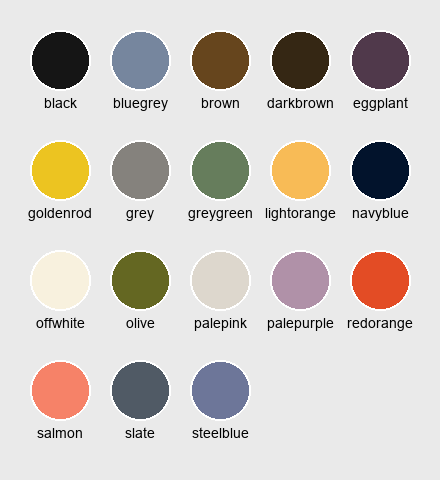 black bluegrey brown darkbrown eggplant
goldenrod grey greygreen lightorange navyblue
offwhite olive palepink palepurple redorange
salmon slate steelblue